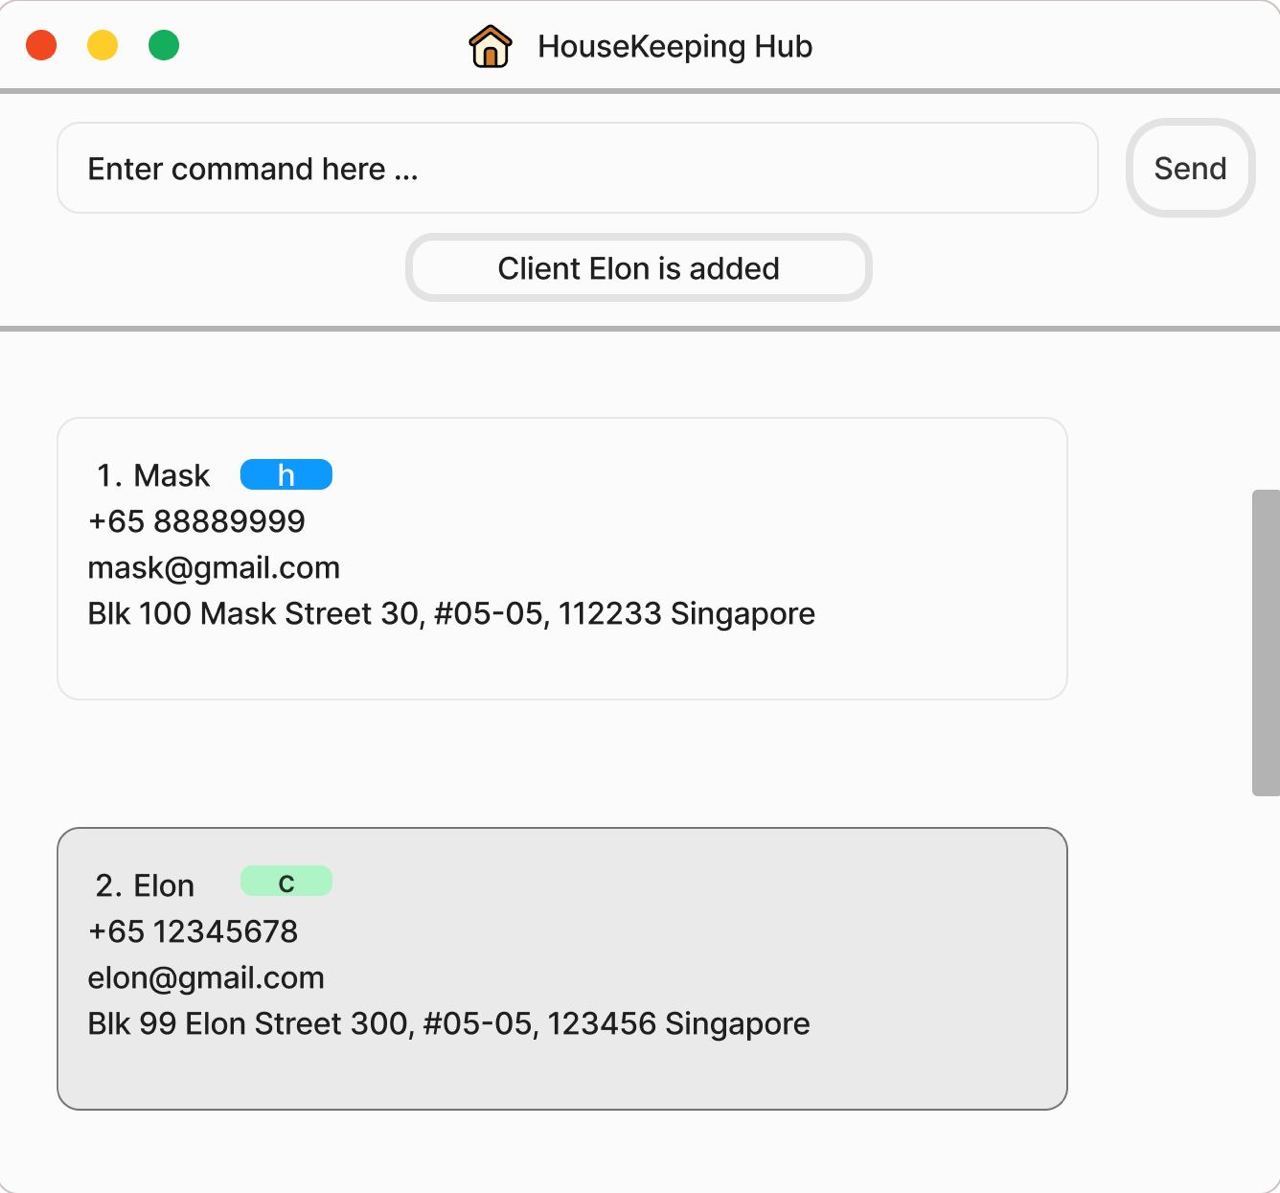 HouseKeeping Hub
Enter command here ...
Send
Client Elon is added
1. Mask h
+65 88889999
mask@gmail.com
Blk 100 Mask Street 30, #05-05, 112233 Singapore
2. Elon c
+65 12345678
elon@gmail.com
Blk 99 Elon Street 300, #05-05, 123456 Singapore